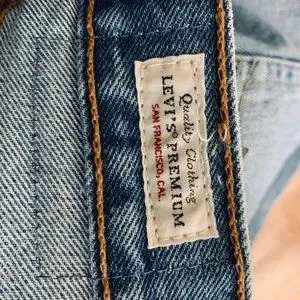 Quality Clothing
LEVI'S® PREMIUM
SAN FRANCISCO, CAL.